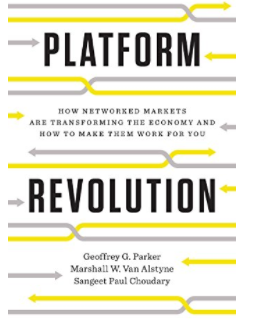 PLATFORM
HOW NETWORKED MARKETS
ARE TRANSFORMING THE ECONOMY AND
HOW TO MAKE THEM WORK FOR YOU
REVOLUTION
Geoffrey G. Parker
Marshall W. Van Alstyne
Sangeet Paul Choudary